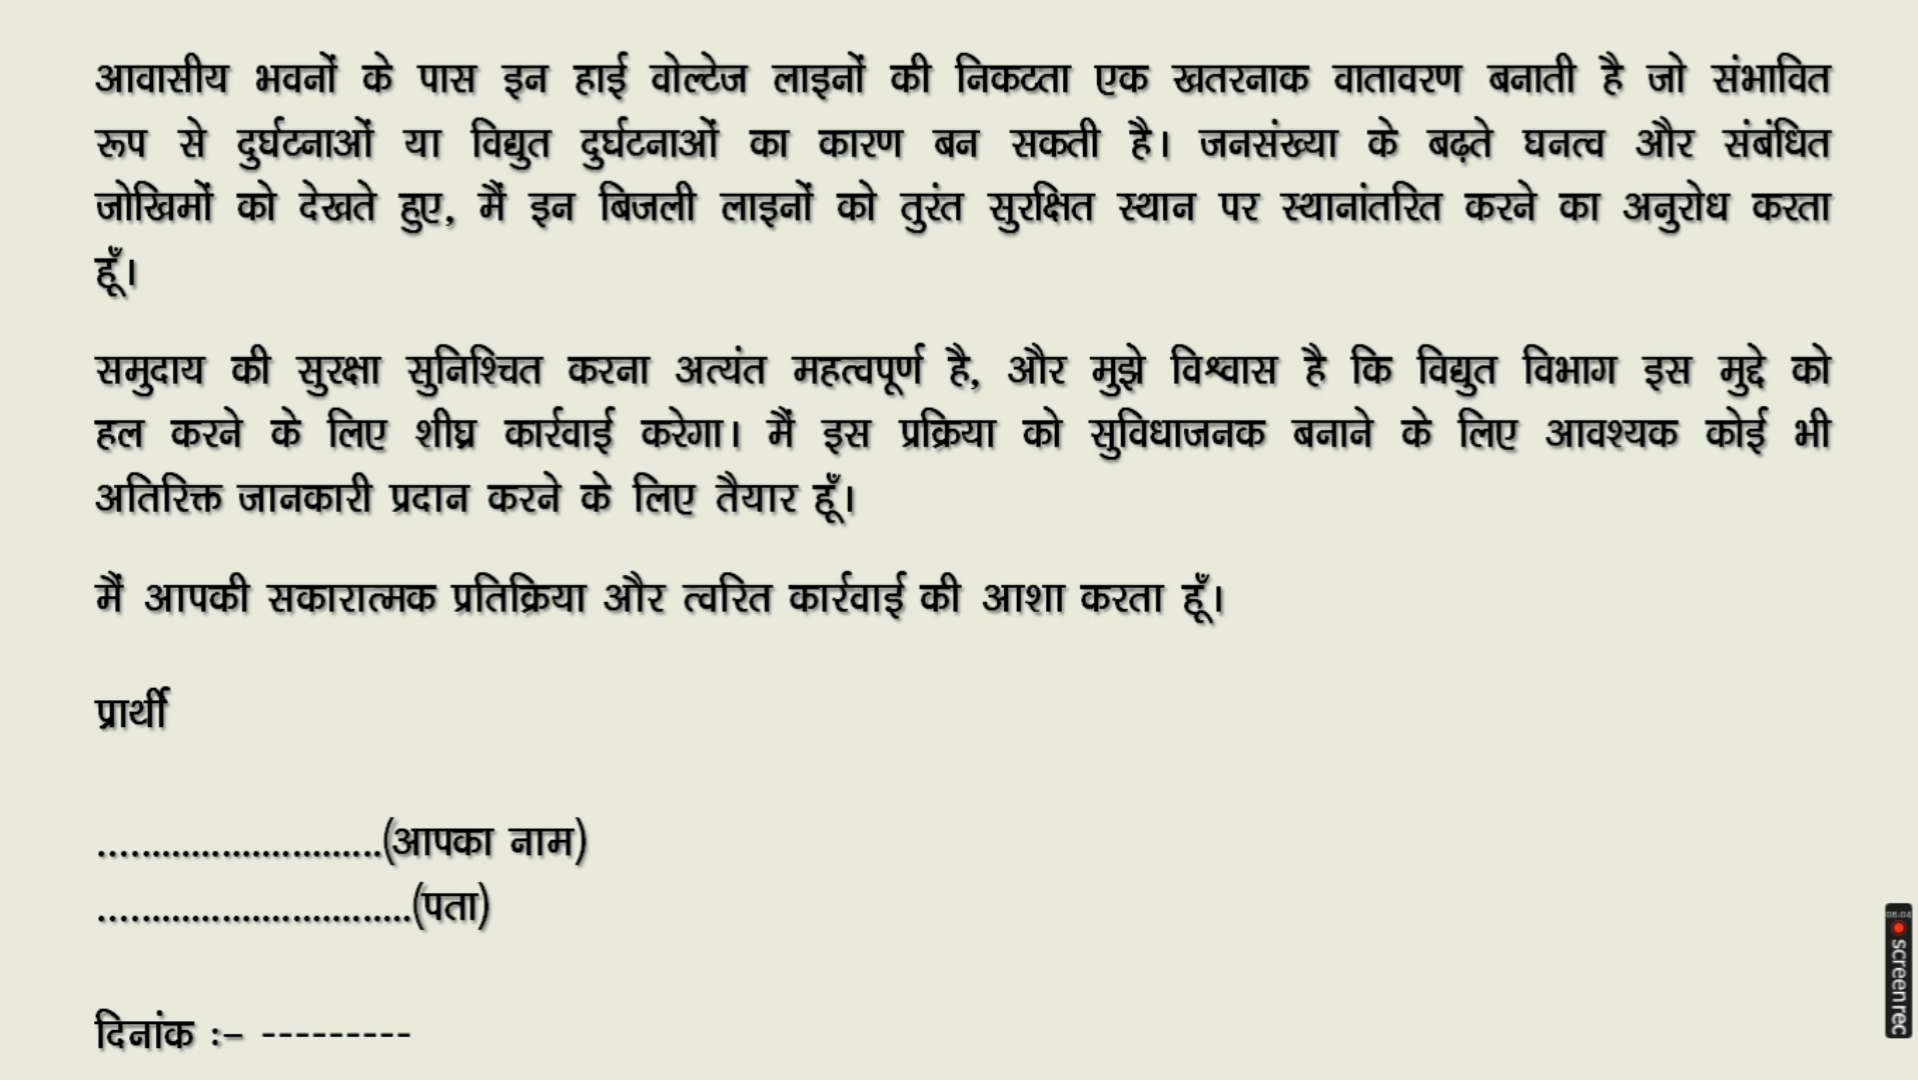 आवासीय भवनों के पास इन हाई वोल्टेज लाइनों की निकटता एक खतरनाक वातावरण बनाती है जो संभावित
रूप से दुर्घटनाओं या विद्युत दुर्घटनाओं का कारण बन सकती है। जनसंख्या के बढ़ते घनत्व और संबंधित
जोखिमों को देखते हुए, मैं इन बिजली लाइनों को तुरंत सुरक्षित स्थान पर स्थानांतरित करने का अनुरोध करता
हूँ।
समुदाय की सुरक्षा सुनिश्चित करना अत्यंत महत्वपूर्ण है, और मुझे विश्वास है कि विद्युत विभाग इस मुद्दे को
हल करने के लिए शीघ्र कार्रवाई करेगा। मैं इस प्रक्रिया को सुविधाजनक बनाने के लिए आवश्यक कोई भी
अतिरिक्त जानकारी प्रदान करने के लिए तैयार हूँ।
मैं आपकी सकारात्मक प्रतिक्रिया और त्वरित कार्रवाई की आशा करता हूँ।
प्रार्थी
............................(आपका नाम)
...............................(पता)
दिनांक :– ---------
06:04
screenrec